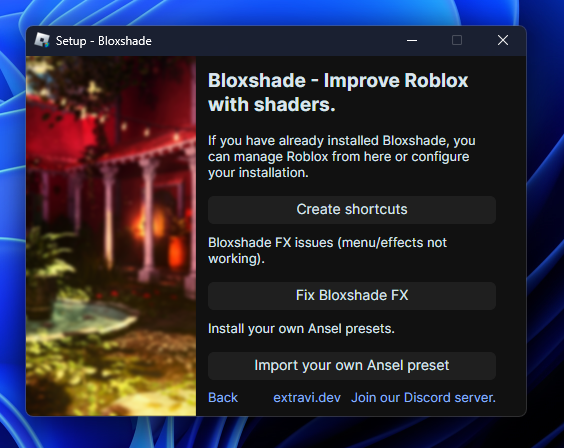 Setup - Bloxshade
Bloxshade - Improve Roblox
with shaders.
If you have already installed Bloxshade, you
can manage Roblox from here or configure
your installation.
Create shortcuts
Bloxshade FX issues (menu/effects not
working).
Fix Bloxshade FX
Install your own Ansel presets.
Import your own Ansel preset
Back extravi.dev Join our Discord server.